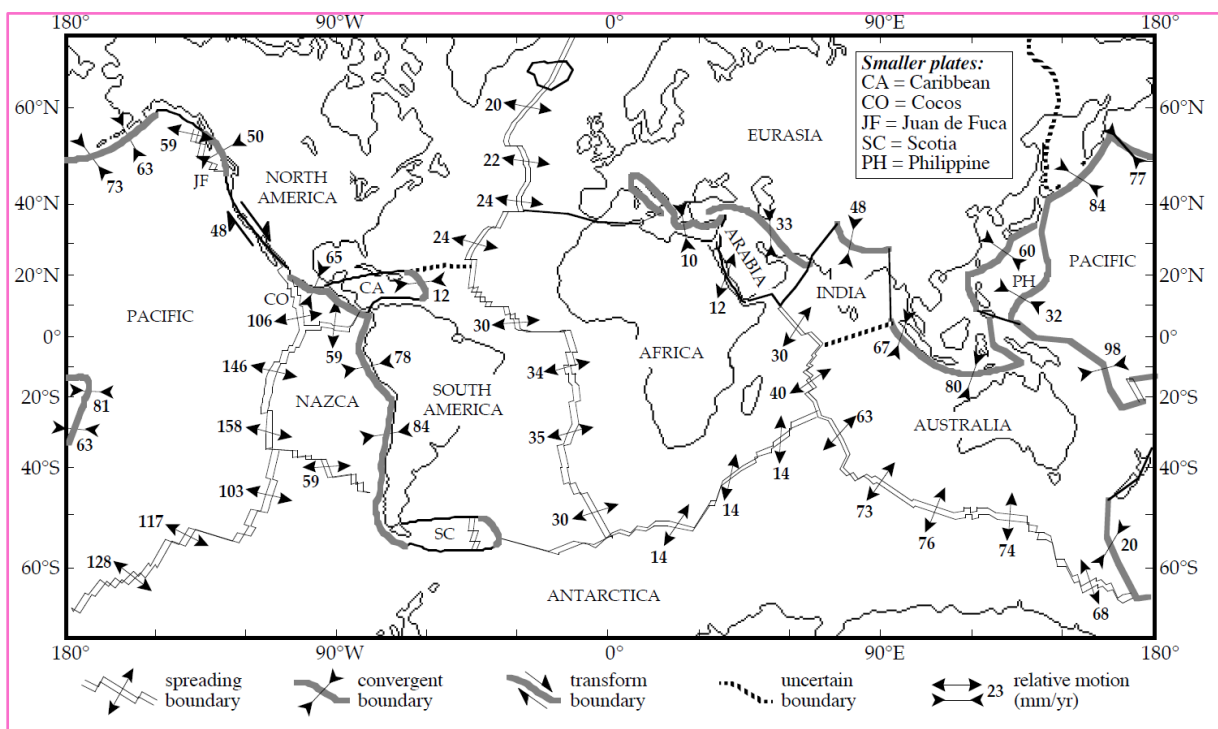 180° 90°W 0° 90°E 180°
Smaller plates:
CA = Caribbean
CO = Cocos
JF = Juan de Fuca
SC = Scotia
PH = Philippine
60°N 60°N
40°N 40°N
20°N 20°N
0° 0°
20°S 20°S
40°S 40°S
60°S 60°S
EURASIA
20
59
50
63
73
JF
22
77
NORTH
AMERICA
24
84
48
24
33
48
60
65
ARABIA
10
PACIFIC
CA
12
12
INDIA
PH
CO
106
32
PACIFIC
30
59
AFRICA
30
67
78
98
146
34
40
80
SOUTH
AMERICA
NAZCA
81
63
158
84
35
63
AUSTRALIA
59
103
14
73
117
30
14
76
74
SC
14
20
128
ANTARCTICA
68
180° 90°W 0° 90°E 180°
spreading
boundary
convergent
boundary
transform
boundary
uncertain
boundary
23
relative motion
(mm/yr)